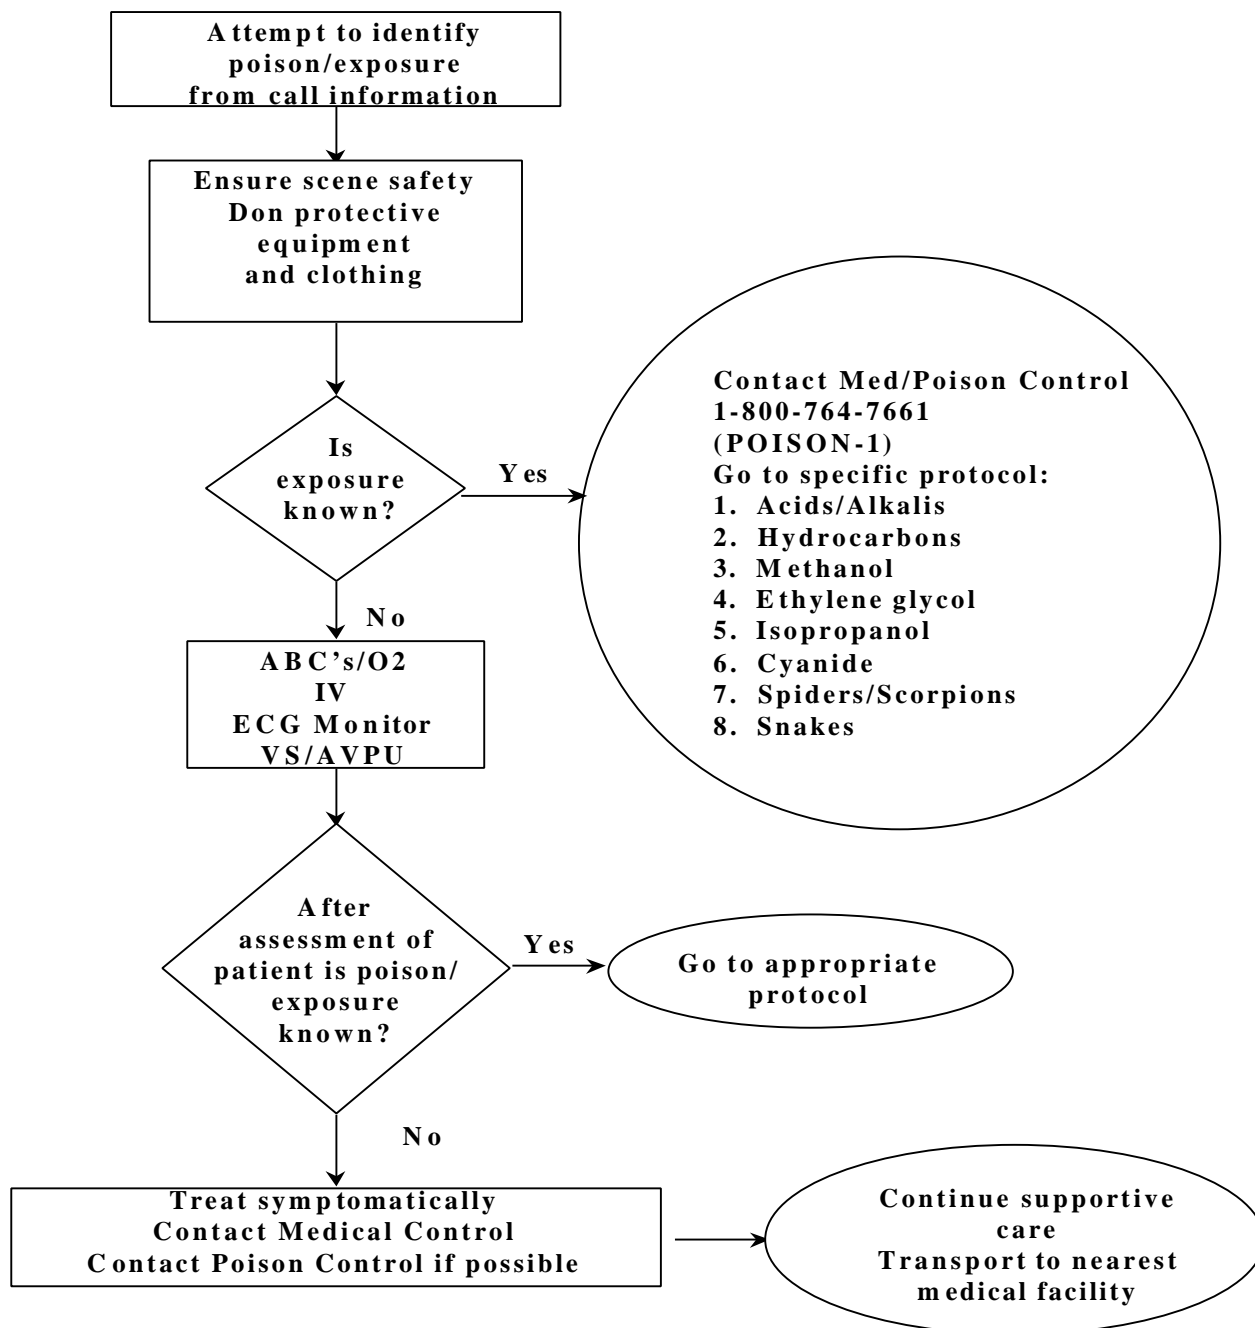 Attempt to identify
poison/exposure
from call information
Ensure scene safety
Don protective
equipment
and clothing
Is
exposure
known?
Yes
Contact Med/Poison Control
1-800-764-7661
(POISON-1)
Go to specific protocol:
1. Acids/Alkalis
2. Hydrocarbons
3. Methanol
4. Ethylene glycol
5. Isopropanol
6. Cyanide
7. Spiders/Scorpions
8. Snakes
No
ABC's/O2
IV
ECG Monitor
VS/AVPU
After
assessment of
patient is poison/
exposure
known?
Yes
Go to appropriate
protocol
No
Treat symptomatically
Contact Medical Control
Contact Poison Control if possible
Continue supportive
care
Transport to nearest
medical facility